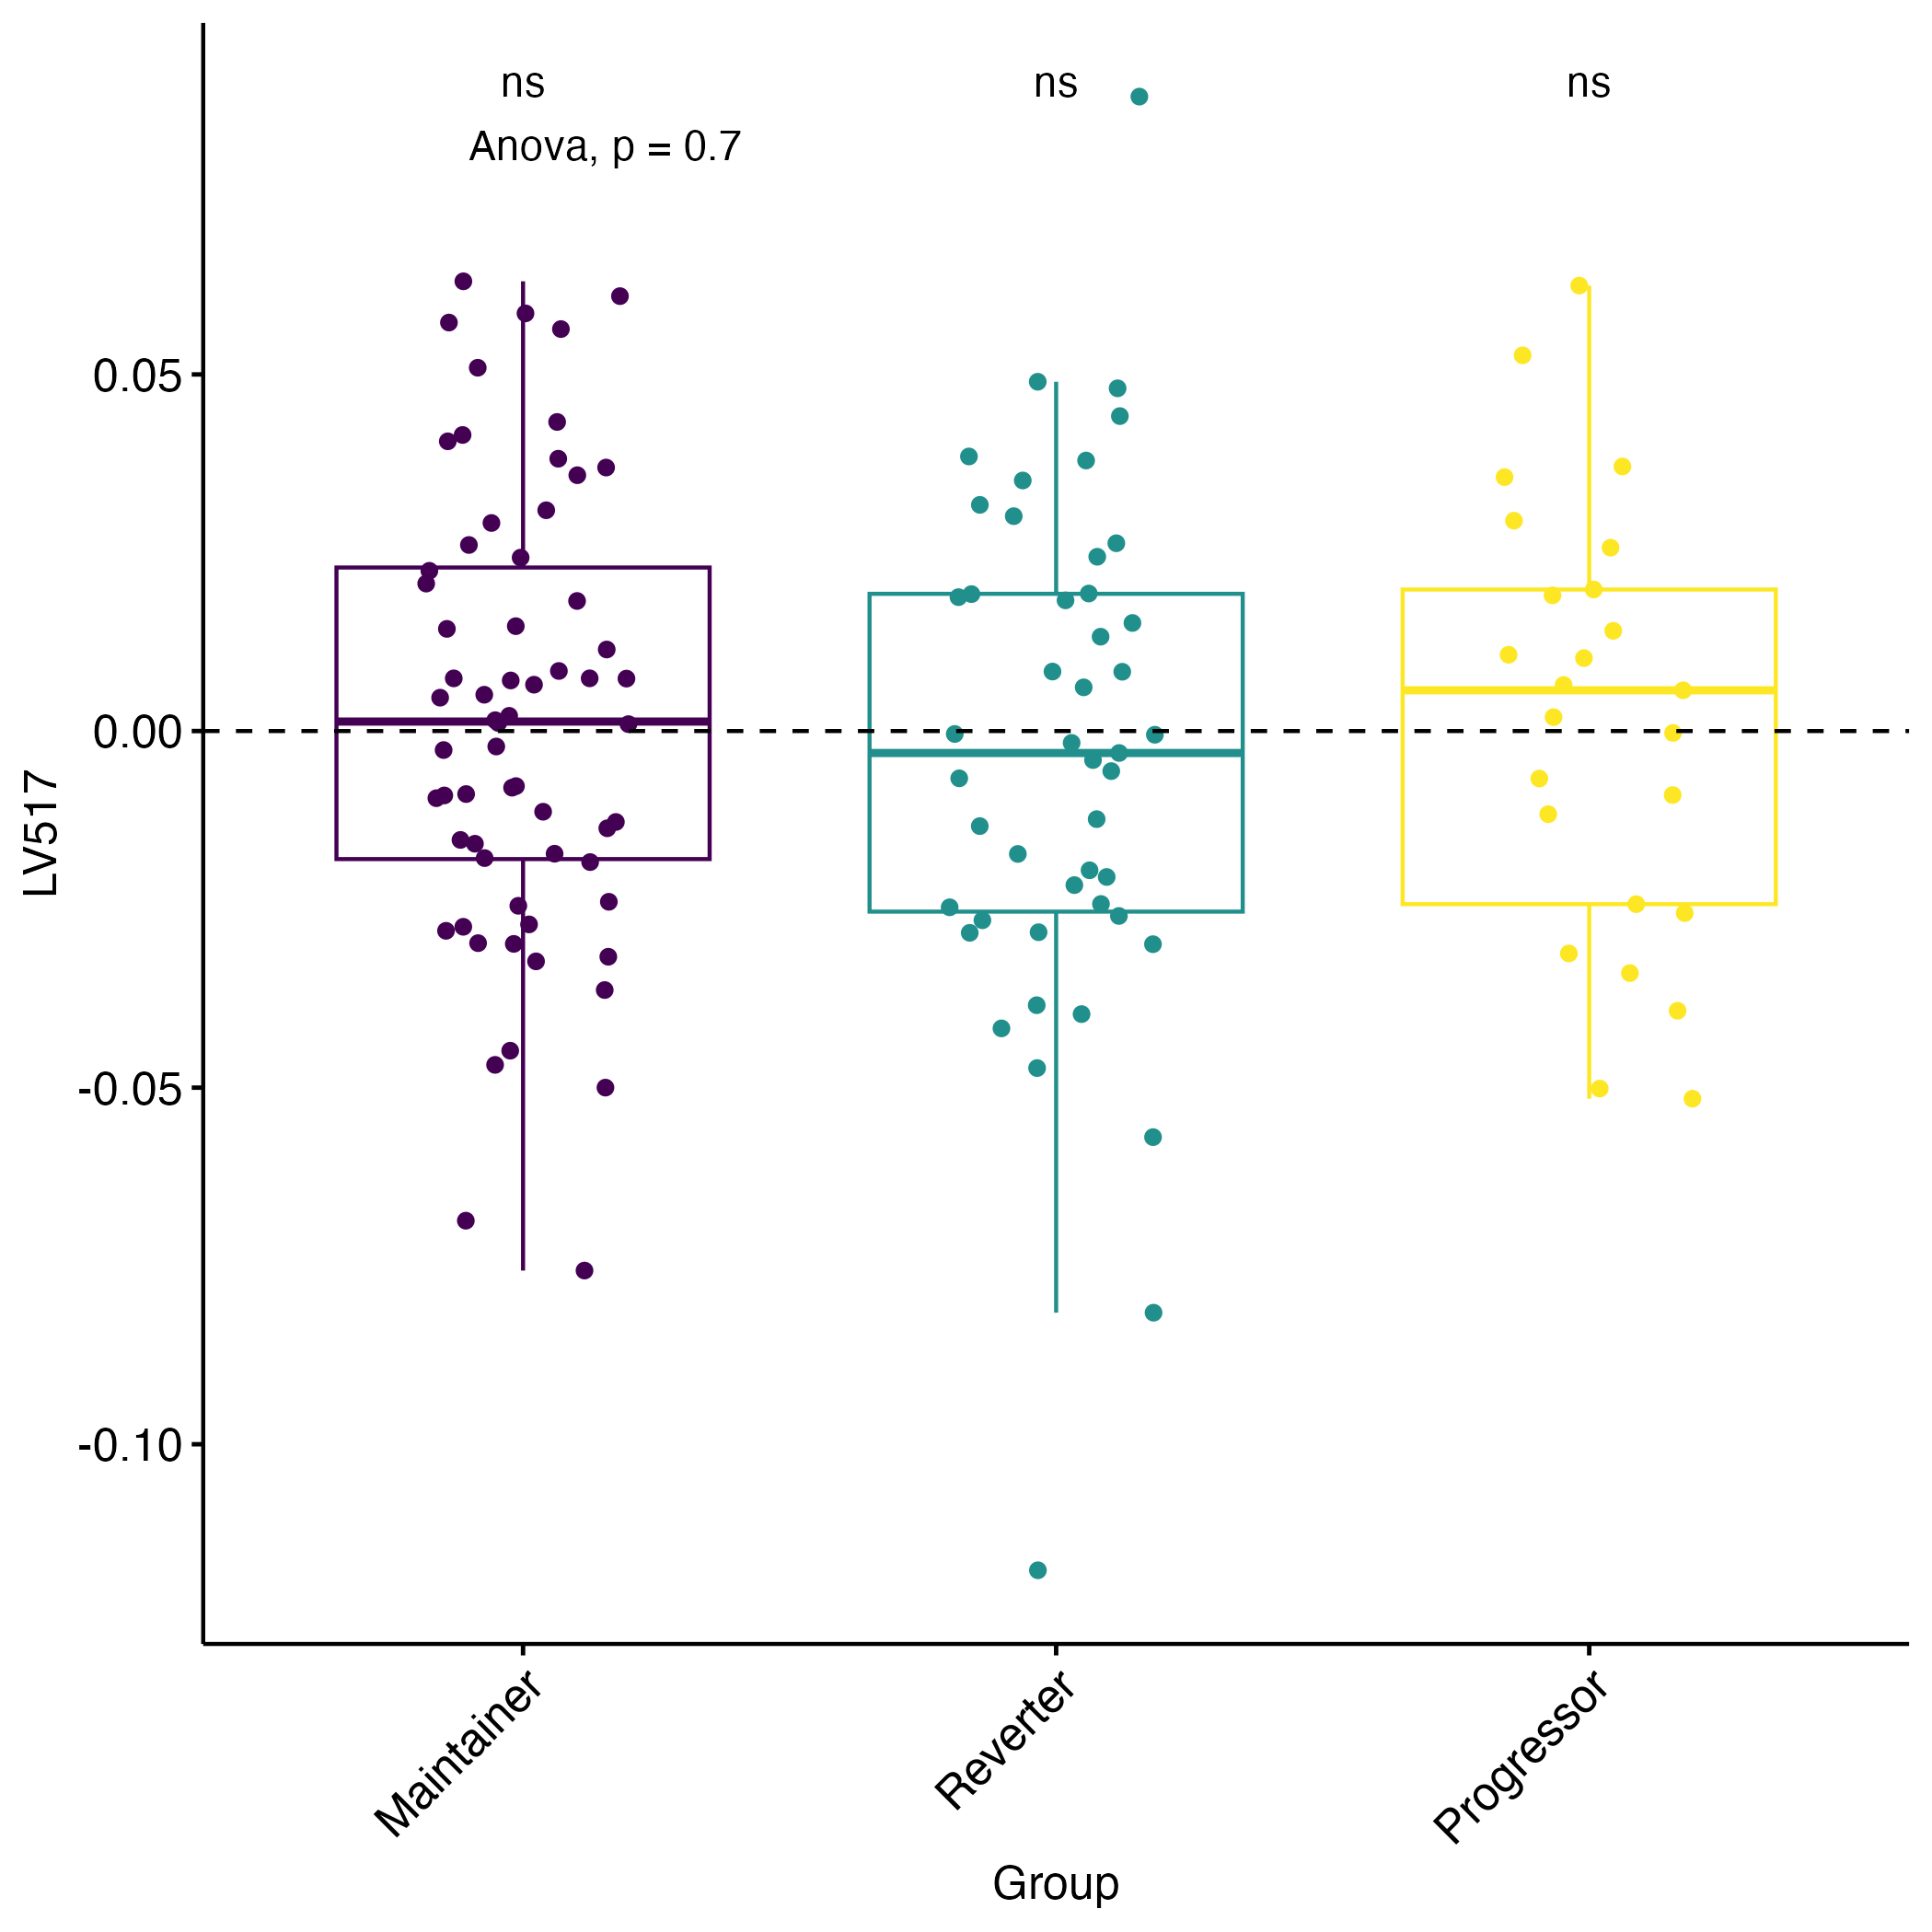 ns ns ns
Anova, p = 0.7
0.05
0.00
-0.05
-0.10
LV517
Maintainer
Reverter
Progressor
Group